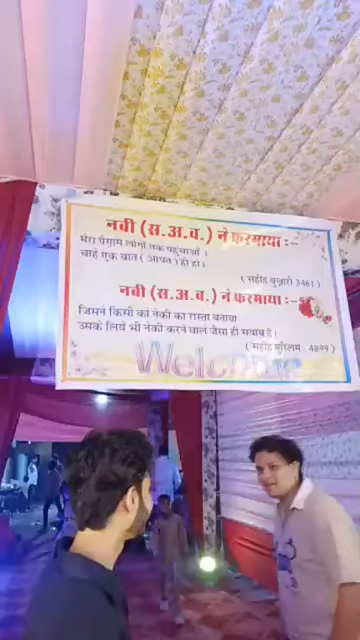 नबी (स.अ.व.) ने फरमाया :-
मेरा पैग़ाम लोगों तक पहुंचाओं ।
चाहे एक बात ( आयत ) ही हो।
( सहीह बुखारी 3461 )
नबी (स.अ.व.) ने फरमाया :-
जिसने किसी को नेकी का रास्ता बताया
उसके लिये भी नेकी करने वाले जैसा ही सवाब है।
( सहीह मुस्लिम - 4899 )
Welcome